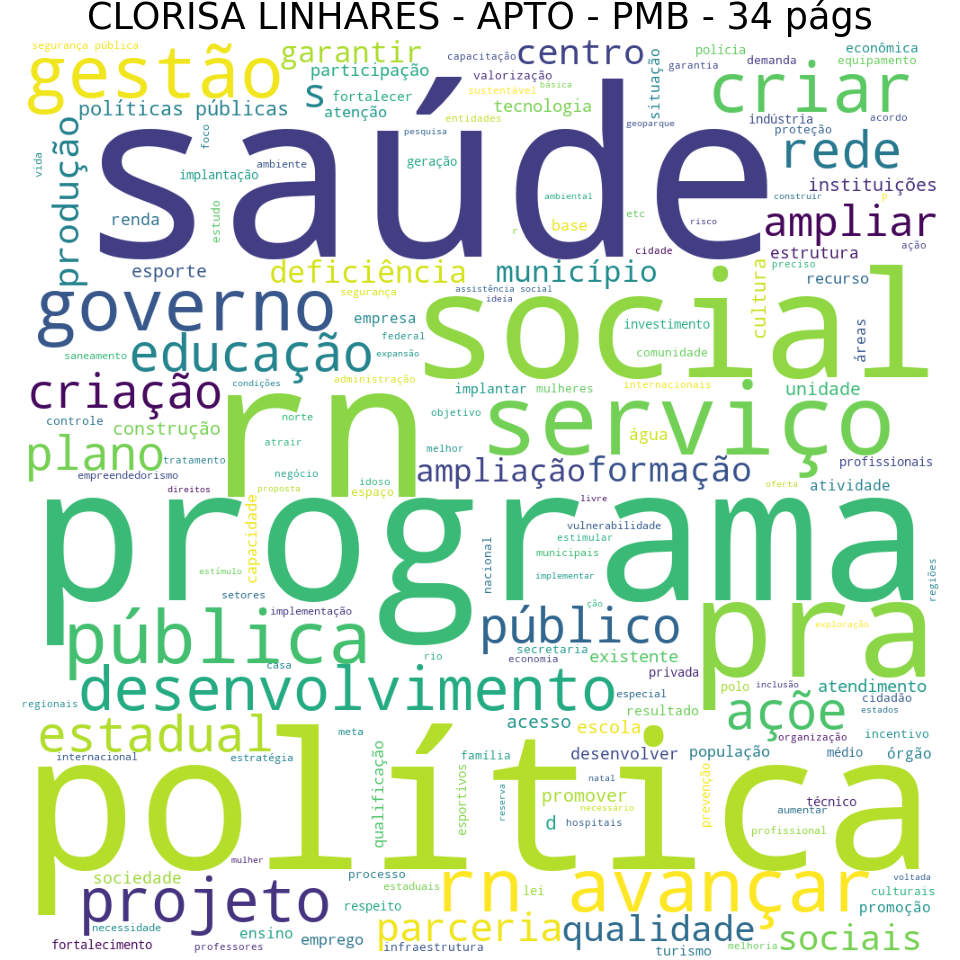 CLORISA LINHARES - APTO - PMB - 34 págs
segurança pública
gestão
garantir
participação
s
fortalecer
atenção
políticas públicas
capacitação
centro
valorização
básica
sustentável
tecnologia
entidades
situação
polícia
garantia
demanda
econômica
equipamento
criar
indústria
acordo
proteção
rede
produção
vida
foco
ambiente
implantação
estudo
renda
esporte
saúde
pesquisa
geração
geoparque
ambiental
etc
r
base
risco
cidade
instituições
construir
p
ampliar
ação
estrutura
preciso
recurso
deficiência
município
segurança
assistência social
ideia
cultura
governo
empresa
federal
expansão
saneamento
educação
social
investimento
comunidade
áreas
criação
condições
administração
implantar
mulheres
internacionais
unidade
controle
construção
norte
rn
objetivo
serviço
água
plano
tratamento
atrair
melhor
empreendedorismo
negócio
idoso
espaço
ampliação
formação
profissionais
direitos
proposta
livre
oferta
atividade
programa
capacidade
vulnerabilidade
estimular
nacional
municipais
estímulo
implementar
regiões
setores
implementação
ção
pra
exploração
pública
público
rio
secretaria
economia
existente
casa
privada
regionais
desenvolvimento
especial
resultado
polo
inclusão
atendimento
cidadão
estados
açõe
estadual
meta
acesso
escola
organização
incentivo
internacional
estratégia
família
desenvolver
população
médio
órgão
política
qualificação
esportivos
reserva
natal
promover
necessário
d
hospitais
prevenção
técnico
aumentar
profissional
mulher
sociedade
processo
estaduais
rn avançar
lei
voltada
culturais
projeto
respeito
promoção
necessidade
ensino
parceria
qualidade
sociais
fortalecimento
professores
emprego
infraestrutura
turismo
melhoria